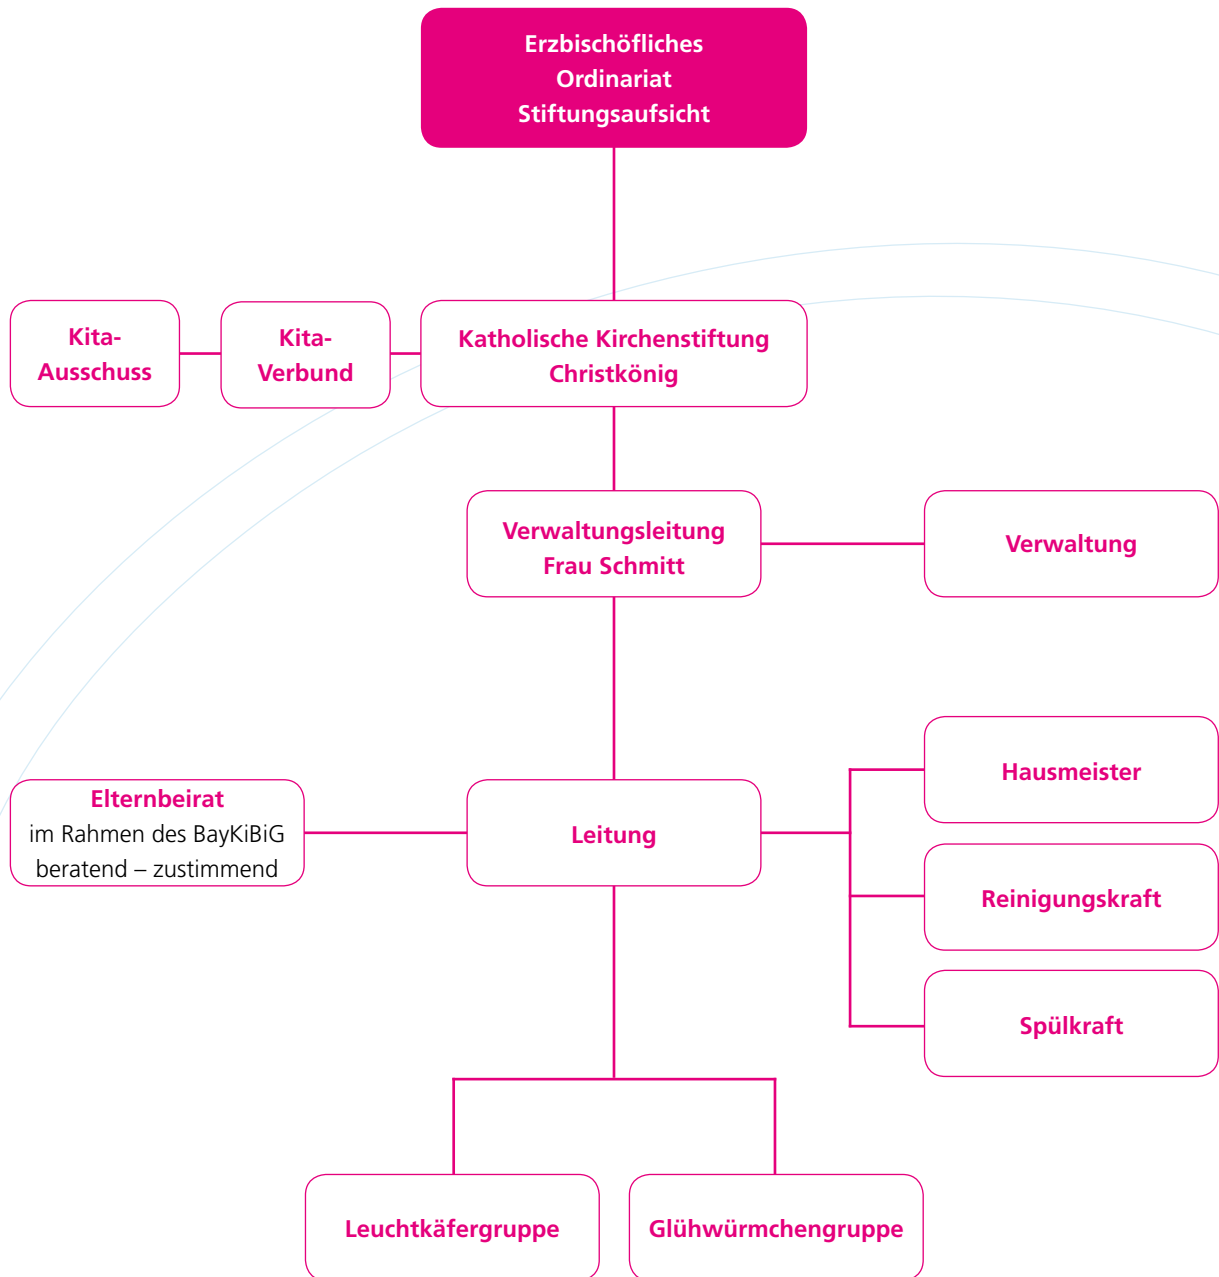 Erzbischöfliches
Ordinariat
Stiftungsaufsicht
Kita-
Ausschuss
Kita-
Verbund
Katholische Kirchenstiftung
Christkönig
Verwaltungsleitung
Frau Schmitt
Verwaltung
Elternbeirat
im Rahmen des BayKiBiG
beratend – zustimmend
Leitung
Hausmeister
Reinigungskraft
Spülkraft
Leuchtkäfergruppe
Glühwürmchengruppe